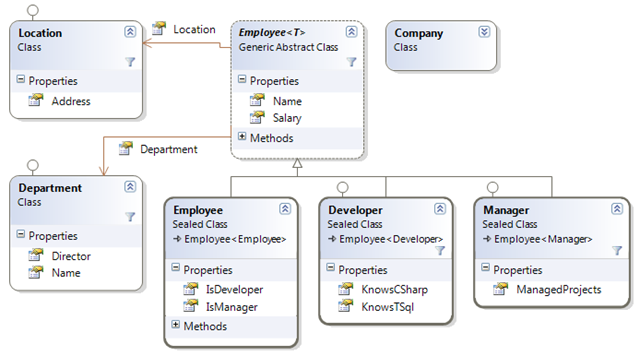 Location
Class
Properties
Address
Location
Employee<T>
Generic Abstract Class
Properties
Name
Salary
Methods
Company
Class
Department
Department
Class
Properties
Director
Name
Employee
Sealed Class
Employee<Employee>
Properties
IsDeveloper
IsManager
Methods
Developer
Sealed Class
Employee<Developer>
Properties
KnowsCSharp
KnowsTSql
Manager
Sealed Class
Employee<Manager>
Properties
ManagedProjects